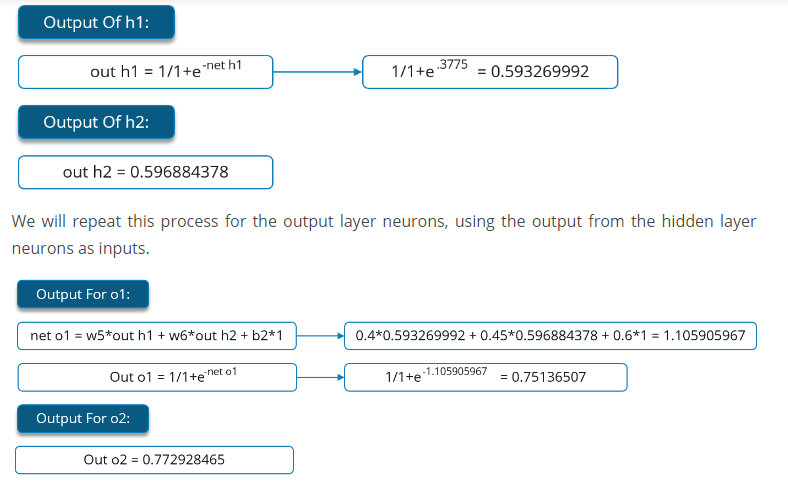 Output Of h1:
out h1 = 1/1+e^-net h1
1/1+e^.3775 = 0.593269992
Output Of h2:
out h2 = 0.596884378
We will repeat this process for the output layer neurons, using the output from the hidden layer
neurons as inputs.
Output For o1:
net o1 = w5*out h1 + w6*out h2 + b2*1
0.4*0.593269992 + 0.45*0.596884378 + 0.6*1 = 1.105905967
Out o1 = 1/1+e^-net o1
1/1+e^-1.105905967 = 0.75136507
Output For o2:
Out o2 = 0.772928465